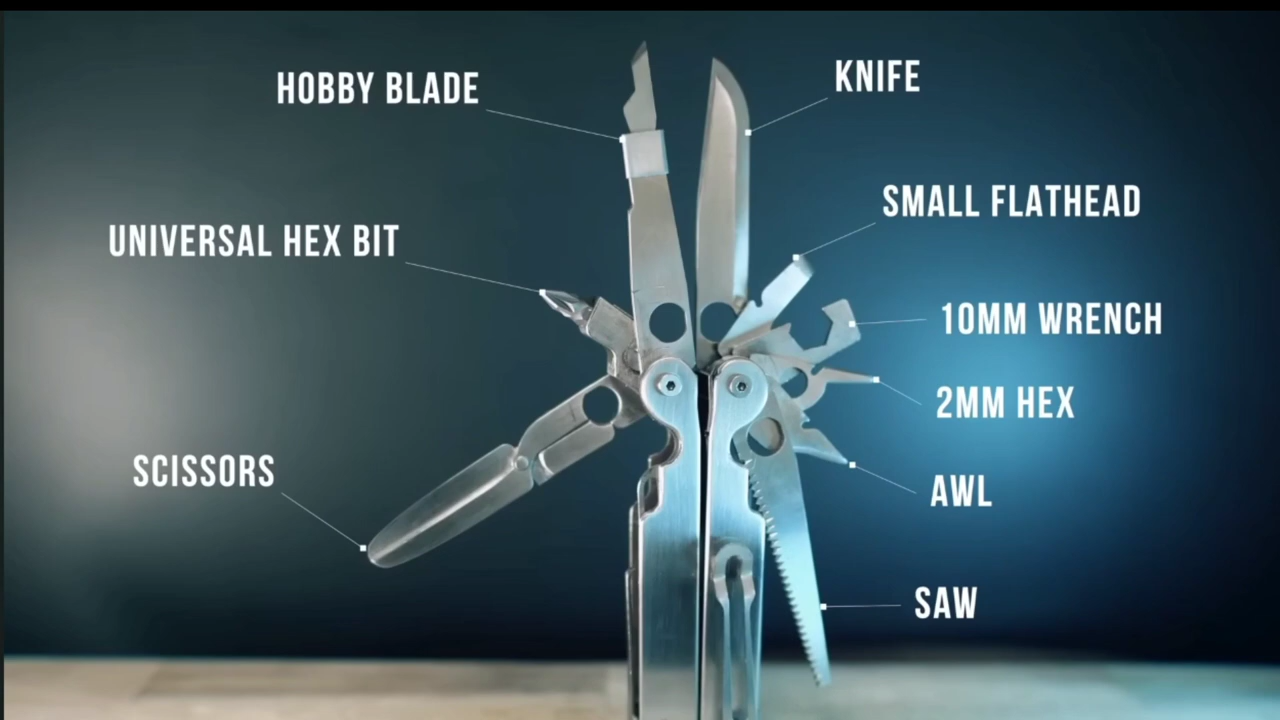 HOBBY BLADE
KNIFE
SMALL FLATHEAD
UNIVERSAL HEX BIT
10MM WRENCH
2MM HEX
SCISSORS
AWL
SAW